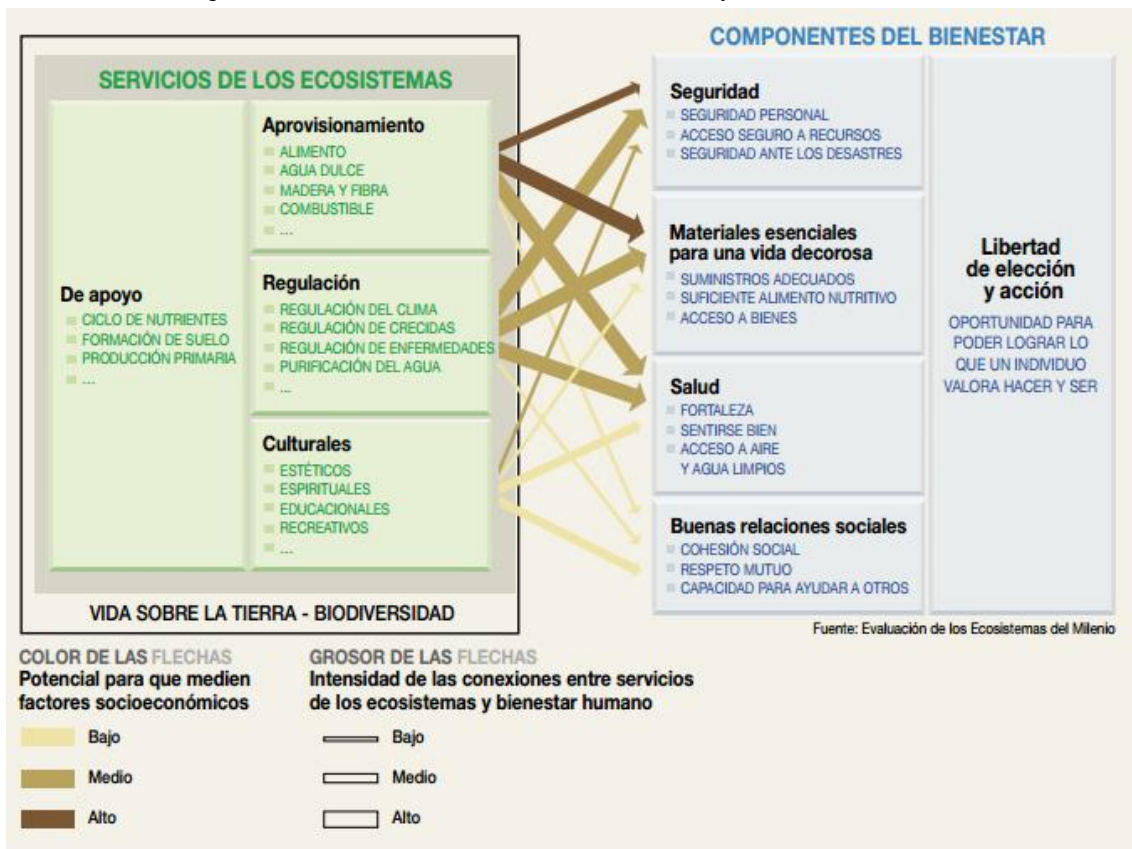 SERVICIOS DE LOS ECOSISTEMAS
De apoyo
CICLO DE NUTRIENTES
FORMACIÓN DE SUELO
PRODUCCIÓN PRIMARIA
...
Aprovisionamiento
ALIMENTO
AGUA DULCE
MADERA Y FIBRA
COMBUSTIBLE
...
Regulación
REGULACIÓN DEL CLIMA
REGULACIÓN DE CRECIDAS
REGULACIÓN DE ENFERMEDADES
PURIFICACIÓN DEL AGUA
...
Culturales
ESTÉTICOS
ESPIRITUALES
EDUCACIONALES
RECREATIVOS
...
VIDA SOBRE LA TIERRA - BIODIVERSIDAD
COMPONENTES DEL BIENESTAR
Seguridad
SEGURIDAD PERSONAL
ACCESO SEGURO A RECURSOS
SEGURIDAD ANTE LOS DESASTRES
Materiales esenciales
para una vida decorosa
SUMINISTROS ADECUADOS
SUFICIENTE ALIMENTO NUTRITIVO
ACCESO A BIENES
Salud
FORTALEZA
SENTIRSE BIEN
ACCESO A AIRE
Y AGUA LIMPIOS
Buenas relaciones sociales
COHESIÓN SOCIAL
RESPETO MUTUO
CAPACIDAD PARA AYUDAR A OTROS
Libertad
de elección
y acción
OPORTUNIDAD PARA
PODER LOGRAR LO
QUE UN INDIVIDUO
VALORA HACER Y SER
Fuente: Evaluación de los Ecosistemas del Milenio
COLOR DE LAS FLECHAS
Potencial para que medien
factores socioeconómicos
Bajo
Medio
Alto
GROSOR DE LAS FLECHAS
Intensidad de las conexiones entre servicios
de los ecosistemas y bienestar humano
Bajo
Medio
Alto